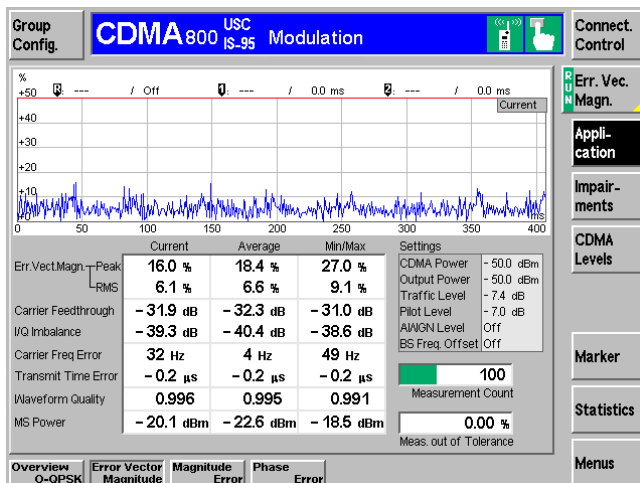 Group Config.
CDMA 800 USC IS-95 Modulation
Connect. Control
%
+50 R: --- / Off 1: --- / 0.0 ms 2: --- / 0.0 ms
Current
+40
+30
+20
+10
0 50 100 150 200 250 300 350 400
ms
RUN
Err. Vec. Magn.
Appli-cation
Impair-ments
CDMA Levels
Marker
Statistics
Menus
Current Average Min/Max
Err.Vect.Magn. Peak 16.0 % 18.4 % 27.0 %
RMS 6.1 % 6.6 % 9.1 %
Carrier Feedthrough - 31.9 dB - 32.3 dB - 31.0 dB
I/Q Imbalance - 39.3 dB - 40.4 dB - 38.6 dB
Carrier Freq Error 32 Hz 4 Hz 49 Hz
Transmit Time Error - 0.2 µs - 0.2 µs - 0.2 µs
Waveform Quality 0.996 0.995 0.991
MS Power - 20.1 dBm - 22.6 dBm - 18.5 dBm
Settings
CDMA Power - 50.0 dBm
Output Power - 50.0 dBm
Traffic Level - 7.4 dB
Pilot Level - 7.0 dB
AWGN Level Off
BS Freq. Offset Off
100
Measurement Count
0.00 %
Meas. out of Tolerance
Overview O-QPSK
Error Vector Magnitude
Magnitude Error
Phase Error